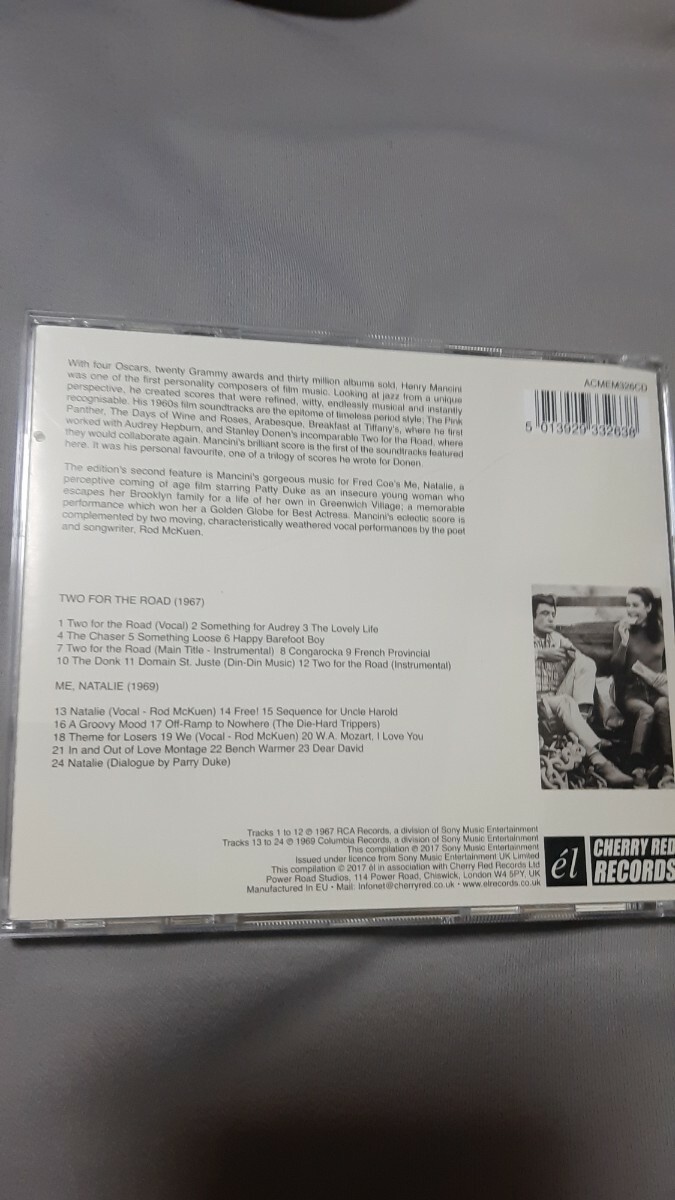 With four Oscars, twenty Grammy awards and thirty million albums sold, Henry Mancini
was one of the first personality composers of film music. Looking at jazz from a unique
perspective, he created scores that were refined, witty, endlessly musical and instantly
recognisable. His 1960s film soundtracks are the epitome of timeless period style; The Pink
Panther, The Days of Wine and Roses, Arabesque, Breakfast at Tiffany's, where he first
worked with Audrey Hepburn, and Stanley Donen's incomparable Two for the Road, where
they would collaborate again. Mancini's brilliant score is the first of the soundtracks featured
here. It was his personal favourite, one of a trilogy of scores he wrote for Donen.
The edition's second feature is Mancini's gorgeous music for Fred Coe's Me, Natalie, a
perceptive coming of age film starring Patty Duke as an insecure young woman who
escapes her Brooklyn family for a life of her own in Greenwich Village; a memorable
performance which won her a Golden Globe for Best Actress. Mancini's eclectic score is
complemented by two moving, characteristically weathered vocal performances by the poet
and songwriter, Rod McKuen.
ACMEM326CD
5 013929 332638
TWO FOR THE ROAD (1967)
1 Two for the Road (Vocal) 2 Something for Audrey 3 The Lovely Life
4 The Chaser 5 Something Loose 6 Happy Barefoot Boy
7 Two for the Road (Main Title - Instrumental) 8 Congarocka 9 French Provincial
10 The Donk 11 Domain St. Juste (Din-Din Music) 12 Two for the Road (Instrumental)
ME, NATALIE (1969)
13 Natalie (Vocal - Rod McKuen) 14 Free! 15 Sequence for Uncle Harold
16 A Groovy Mood 17 Off-Ramp to Nowhere (The Die-Hard Trippers)
18 Theme for Losers 19 We (Vocal - Rod McKuen) 20 W.A. Mozart, I Love You
21 In and Out of Love Montage 22 Bench Warmer 23 Dear David
24 Natalie (Dialogue by Parry Duke)
Tracks 1 to 12 ℗ 1967 RCA Records, a division of Sony Music Entertainment
Tracks 13 to 24 ℗ 1969 Columbia Records, a division of Sony Music Entertainment
This compilation ℗ 2017 Sony Music Entertainment
Issued under licence from Sony Music Entertainment UK Limited
This compilation © 2017 él in association with Cherry Red Records Ltd
Power Road Studios, 114 Power Road, Chiswick, London W4 5PY, UK
Manufactured In EU • Mail: Infonet@cherryred.co.uk • www.elrecords.co.uk
él
CHERRY RED
RECORDS